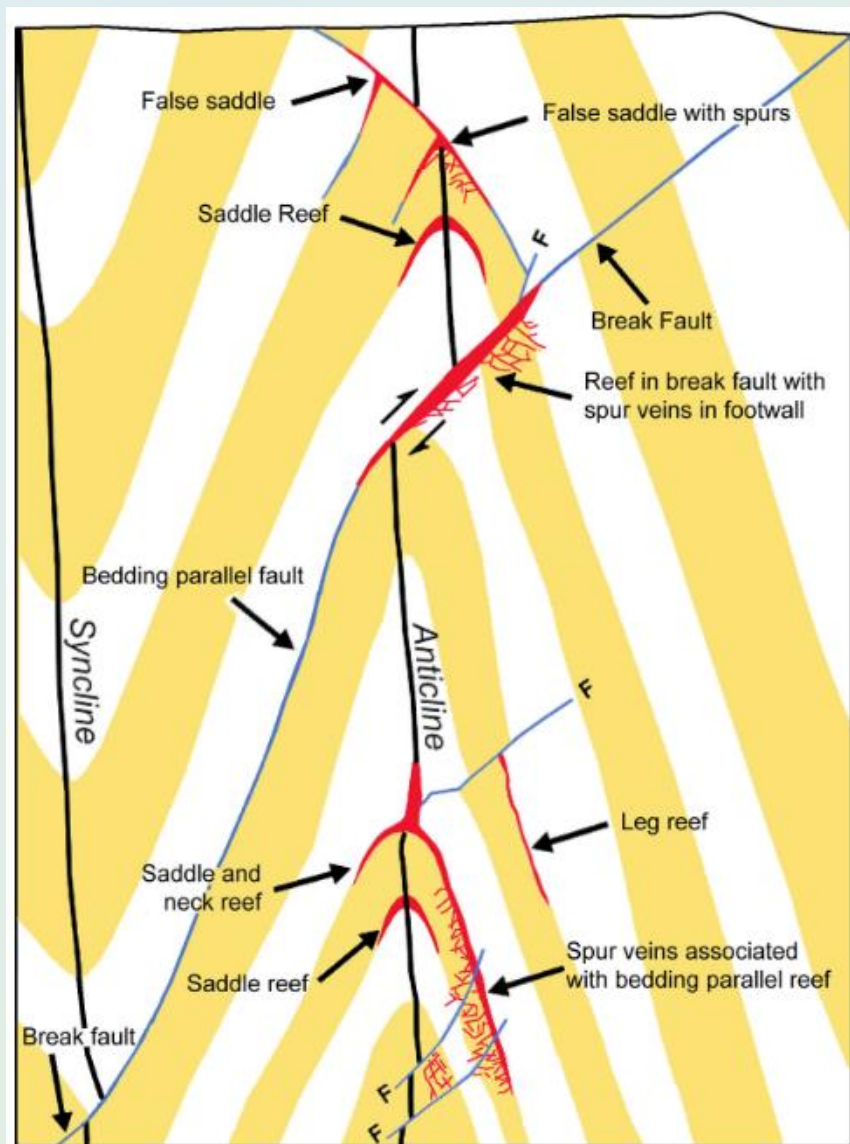 False saddle
False saddle with spurs
Saddle Reef
F
Break Fault
Reef in break fault with
spur veins in footwall
Bedding parallel fault
Syncline
Anticline
F
Leg reef
Saddle and
neck reef
Saddle reef
Spur veins associated
with bedding parallel reef
Break fault
F
F